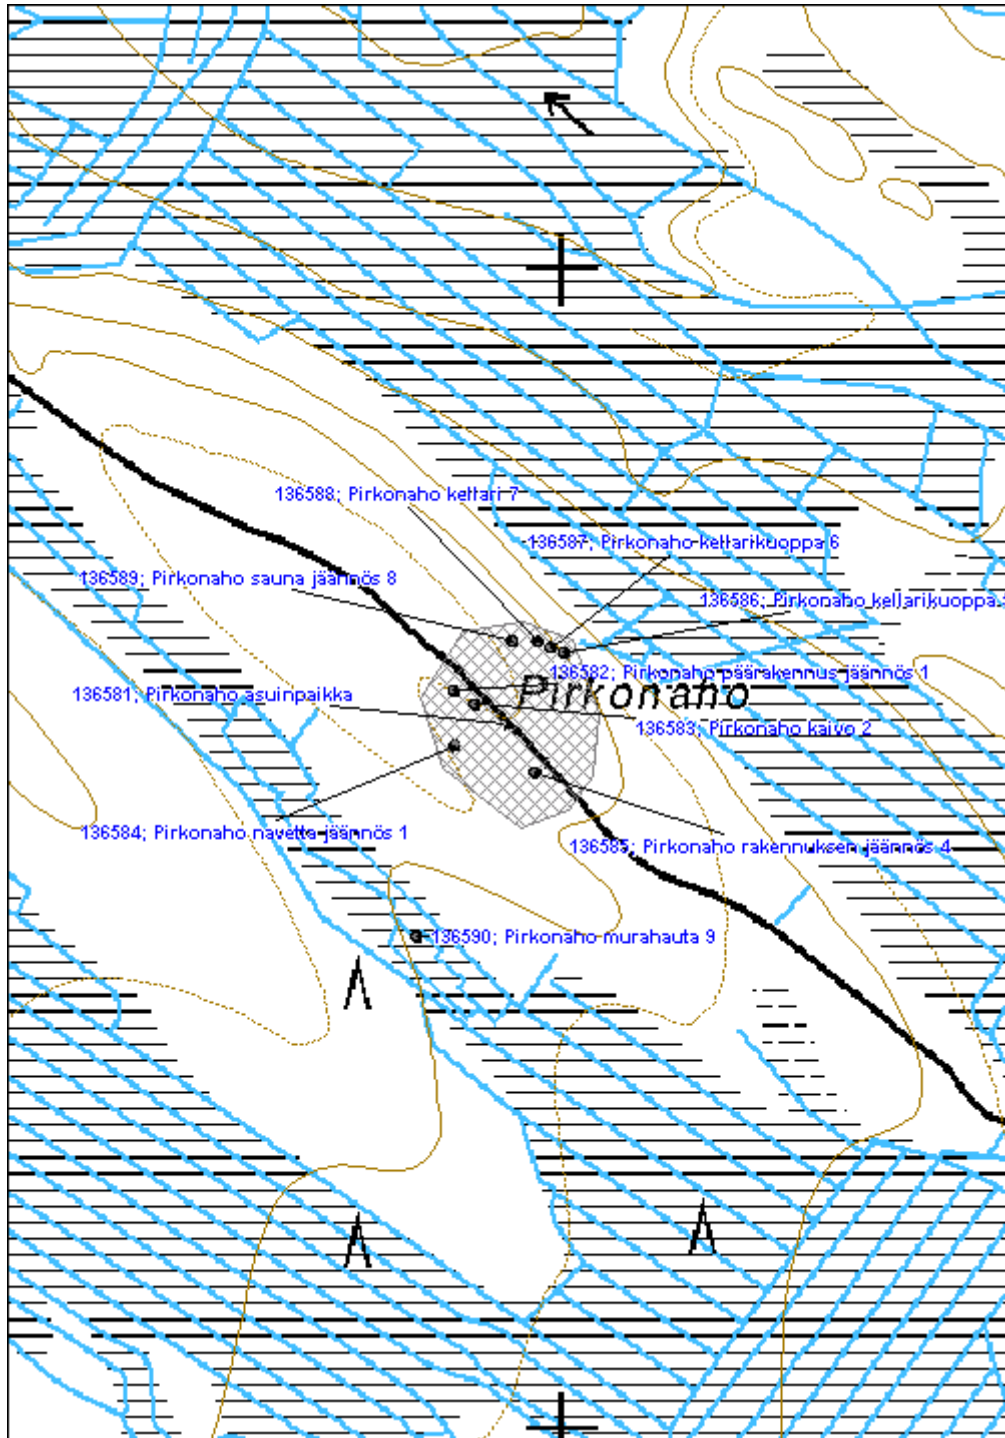 136588; Pirkonaho kellari 7
136587; Pirkonaho kellarikuoppa 6
136589; Pirkonaho sauna jäännös 8
136586; Pirkonaho kellarikuoppa
136582; Pirkonaho päärakennus jäännös 1
136581; Pirkonaho asuinpaikka
Pirkonaho
136583; Pirkonaho kaivo 2
136584; Pirkonaho navetta jäännös 1
136585; Pirkonaho rakennuksen jäännös 4
136590; Pirkonaho murahauta 9